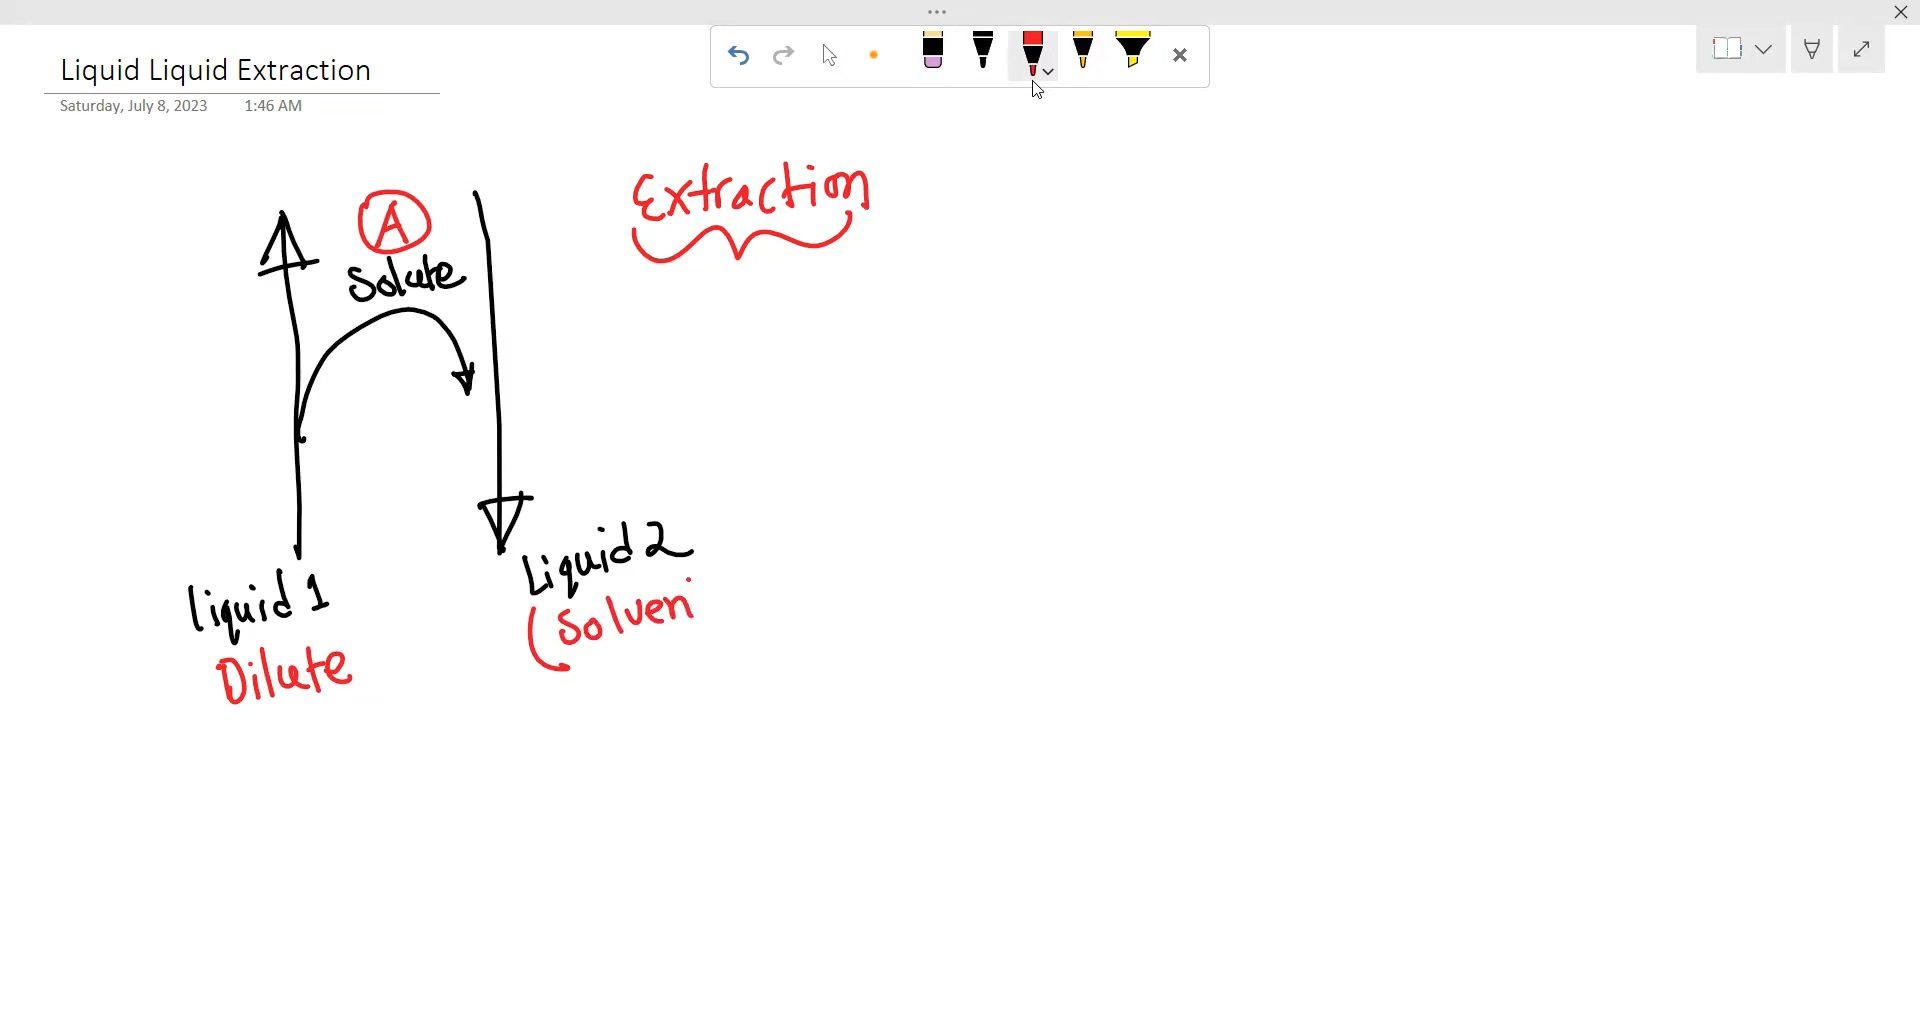 Liquid Liquid Extraction
Saturday, July 8, 2023 1:46 AM
Extraction
A
Solute
Liquid 2
liquid 1
(Solven
Dilute